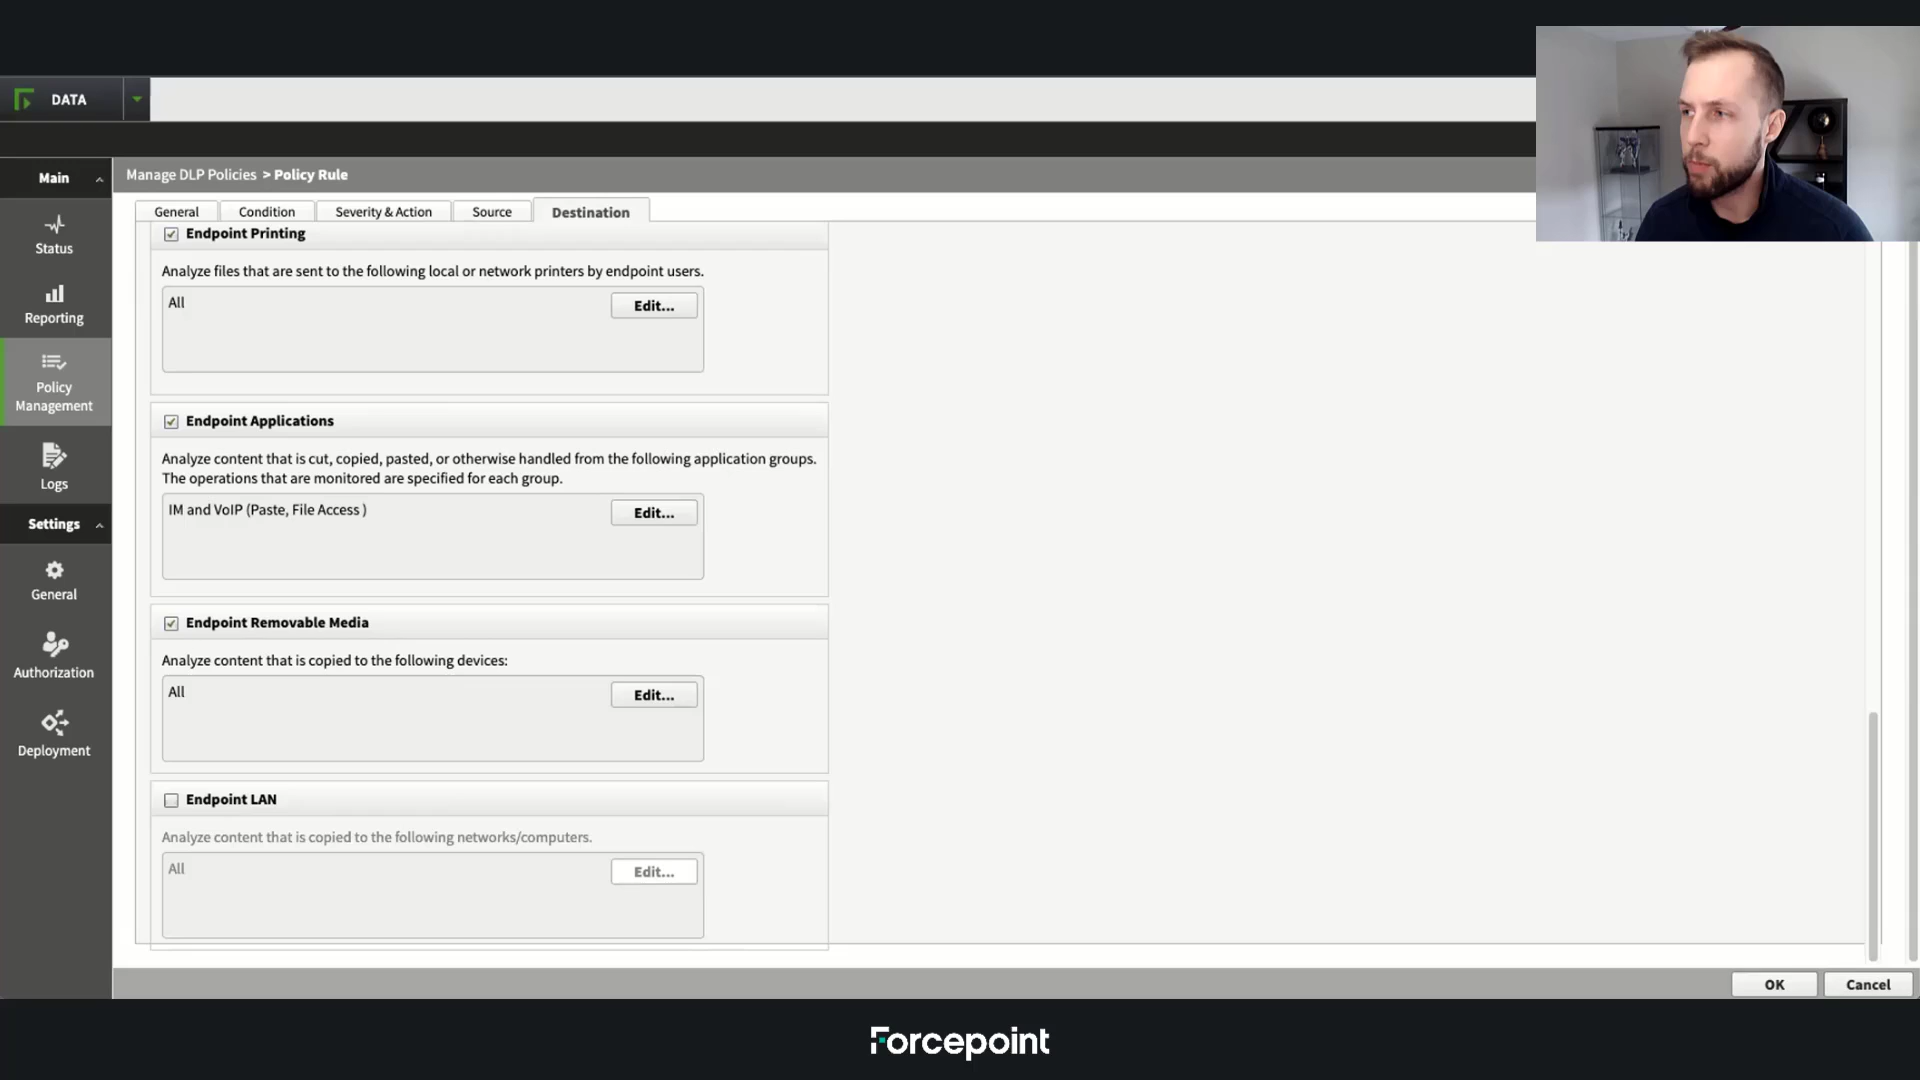 DATA
Main
Manage DLP Policies > Policy Rule
General
Condition
Severity & Action
Source
Destination
Status
Reporting
Policy
Management
Logs
Settings
General
Authorization
Deployment
Endpoint Printing
Analyze files that are sent to the following local or network printers by endpoint users.
All
Edit...
Endpoint Applications
Analyze content that is cut, copied, pasted, or otherwise handled from the following application groups.
The operations that are monitored are specified for each group.
IM and VoIP (Paste, File Access )
Edit...
Endpoint Removable Media
Analyze content that is copied to the following devices:
All
Edit...
Endpoint LAN
Analyze content that is copied to the following networks/computers.
All
Edit...
OK
Cancel
Forcepoint